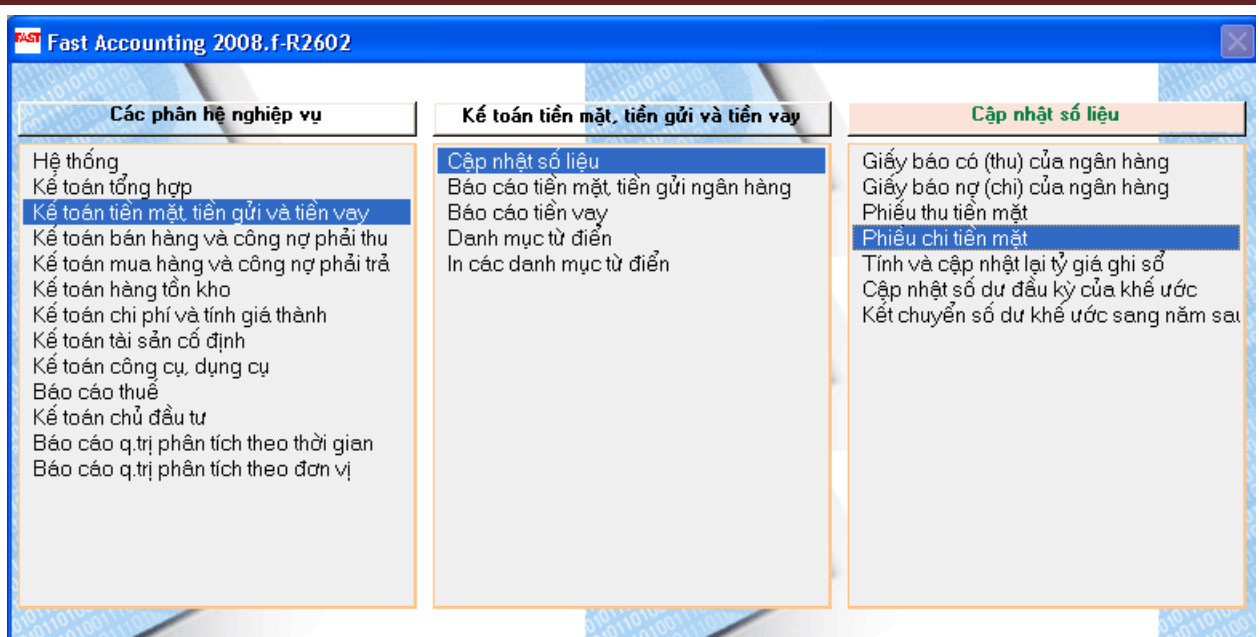 FAST Fast Accounting 2008.f-R2602
Các phân hệ nghiệp vụ
Hệ thống
Kế toán tổng hợp
Kế toán tiền mặt, tiền gửi và tiền vay
Kế toán bán hàng và công nợ phải thu
Kế toán mua hàng và công nợ phải trả
Kế toán hàng tồn kho
Kế toán chi phí và tính giá thành
Kế toán tài sản cố định
Kế toán công cụ, dụng cụ
Báo cáo thuế
Kế toán chủ đầu tư
Báo cáo q.trị phân tích theo thời gian
Báo cáo q.trị phân tích theo đơn vị
Kế toán tiền mặt, tiền gửi và tiền vay
Cập nhật số liệu
Báo cáo tiền mặt, tiền gửi ngân hàng
Báo cáo tiền vay
Danh mục từ điển
In các danh mục từ điển
Cập nhật số liệu
Giấy báo có (thu) của ngân hàng
Giấy báo nợ (chi) của ngân hàng
Phiếu thu tiền mặt
Phiếu chi tiền mặt
Tính và cập nhật lại tỷ giá ghi sổ
Cập nhật số dư đầu kỳ của khế ước
Kết chuyển số dư khế ước sang năm sau